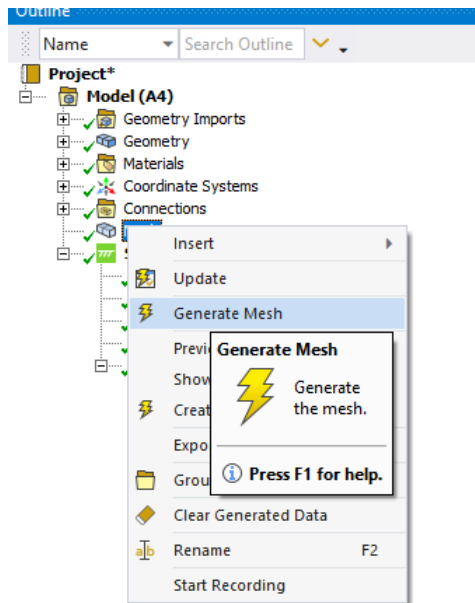 Outline
Name
Search Outline
Project*
Model (A4)
Geometry Imports
Geometry
Materials
Coordinate Systems
Connections
Insert
Update
Generate Mesh
Generate Mesh
Generate
the mesh.
Press F1 for help.
Clear Generated Data
Rename F2
Start Recording